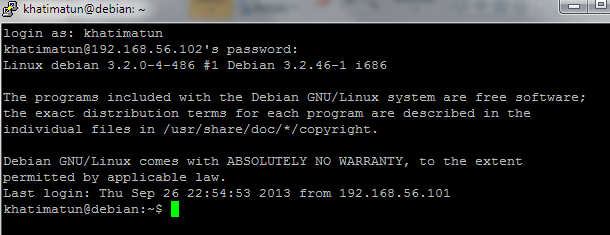 khatimatun@debian: ~
login as: khatimatun
khatimatun@192.168.56.102's password:
Linux debian 3.2.0-4-486 #1 Debian 3.2.46-1 i686
The programs included with the Debian GNU/Linux system are free software;
the exact distribution terms for each program are described in the
individual files in /usr/share/doc/*/copyright.
Debian GNU/Linux comes with ABSOLUTELY NO WARRANTY, to the extent
permitted by applicable law.
Last login: Thu Sep 26 22:54:53 2013 from 192.168.56.101
khatimatun@debian:~$